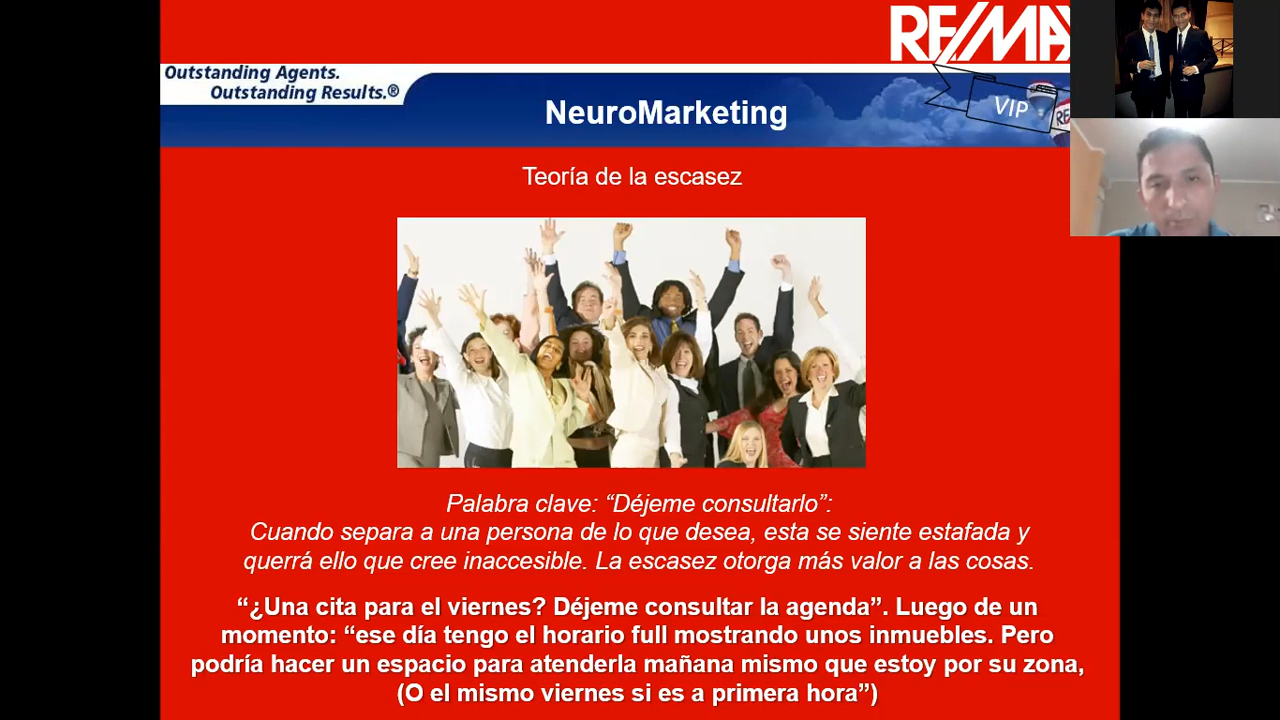 RE/MAX
Outstanding Agents.
Outstanding Results.®
NeuroMarketing
VIP
RE
Teoría de la escasez
Palabra clave: “Déjeme consultarlo”:
Cuando separa a una persona de lo que desea, esta se siente estafada y
querrá ello que cree inaccesible. La escasez otorga más valor a las cosas.
“¿Una cita para el viernes? Déjeme consultar la agenda”. Luego de un
momento: “ese día tengo el horario full mostrando unos inmuebles. Pero
podría hacer un espacio para atenderla mañana mismo que estoy por su zona,
(O el mismo viernes si es a primera hora”)